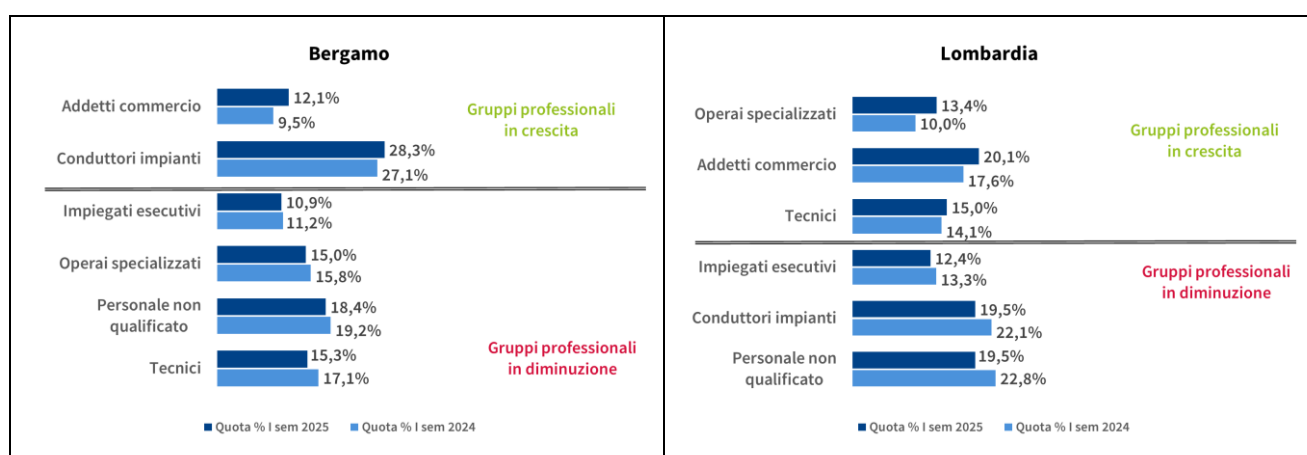 Bergamo
Addetti commercio
12,1%
9,5%
Gruppi professionali
in crescita
Conduttori impianti
28,3%
27,1%
Impiegati esecutivi
10,9%
11,2%
Operai specializzati
15,0%
15,8%
Personale non
qualificato
18,4%
19,2%
Tecnici
15,3%
17,1%
Gruppi professionali
in diminuzione
Quota % I sem 2025
Quota % I sem 2024
Lombardia
Operai specializzati
13,4%
10,0%
Gruppi professionali
in crescita
Addetti commercio
20,1%
17,6%
Tecnici
15,0%
14,1%
Impiegati esecutivi
12,4%
13,3%
Gruppi professionali
in diminuzione
Conduttori impianti
19,5%
22,1%
Personale non
qualificato
19,5%
22,8%
Quota % I sem 2025
Quota % I sem 2024